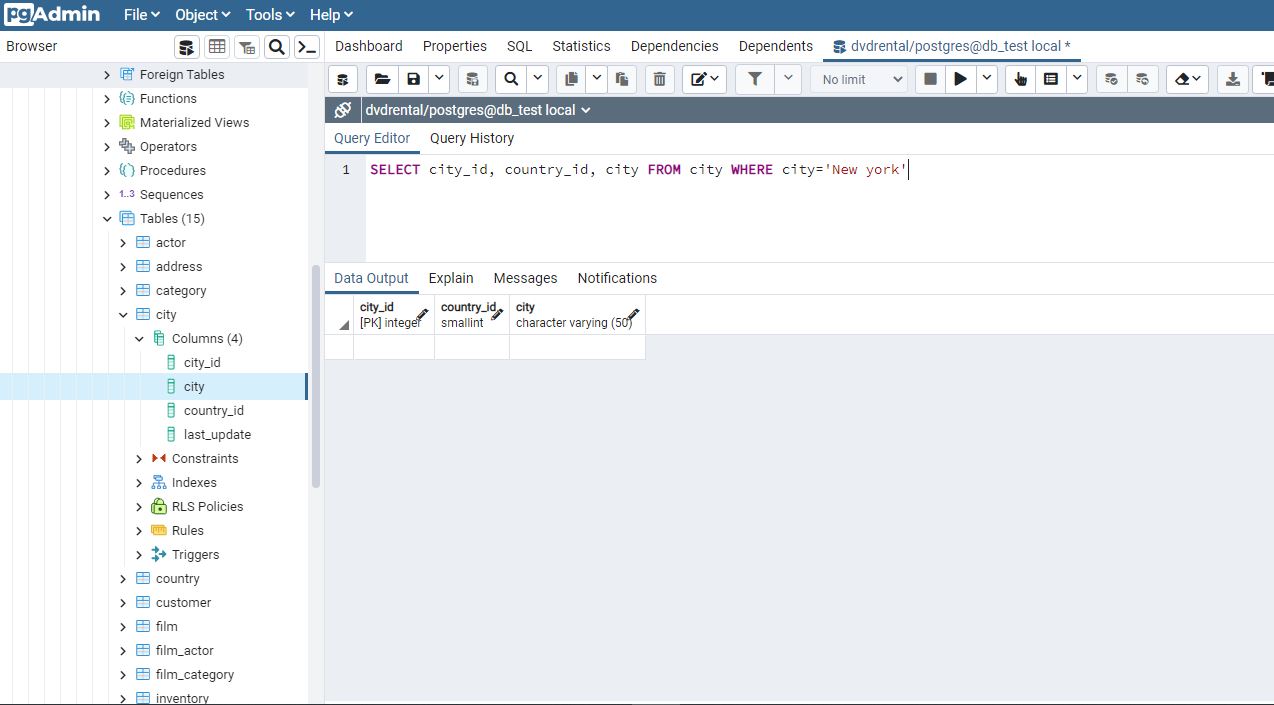 pgAdmin File Object Tools Help
Browser
Dashboard Properties SQL Statistics Dependencies Dependents dvdrental/postgres@db_test local *
No limit
dvdrental/postgres@db_test local
Query Editor Query History
1 SELECT city_id, country_id, city FROM city WHERE city='New york'
Data Output Explain Messages Notifications
city_id country_id city
[PK] integer smallint character varying (50)
Foreign Tables
Functions
Materialized Views
Operators
Procedures
1..3 Sequences
Tables (15)
actor
address
category
city
Columns (4)
city_id
city
country_id
last_update
Constraints
Indexes
RLS Policies
Rules
Triggers
country
customer
film
film_actor
film_category
inventory